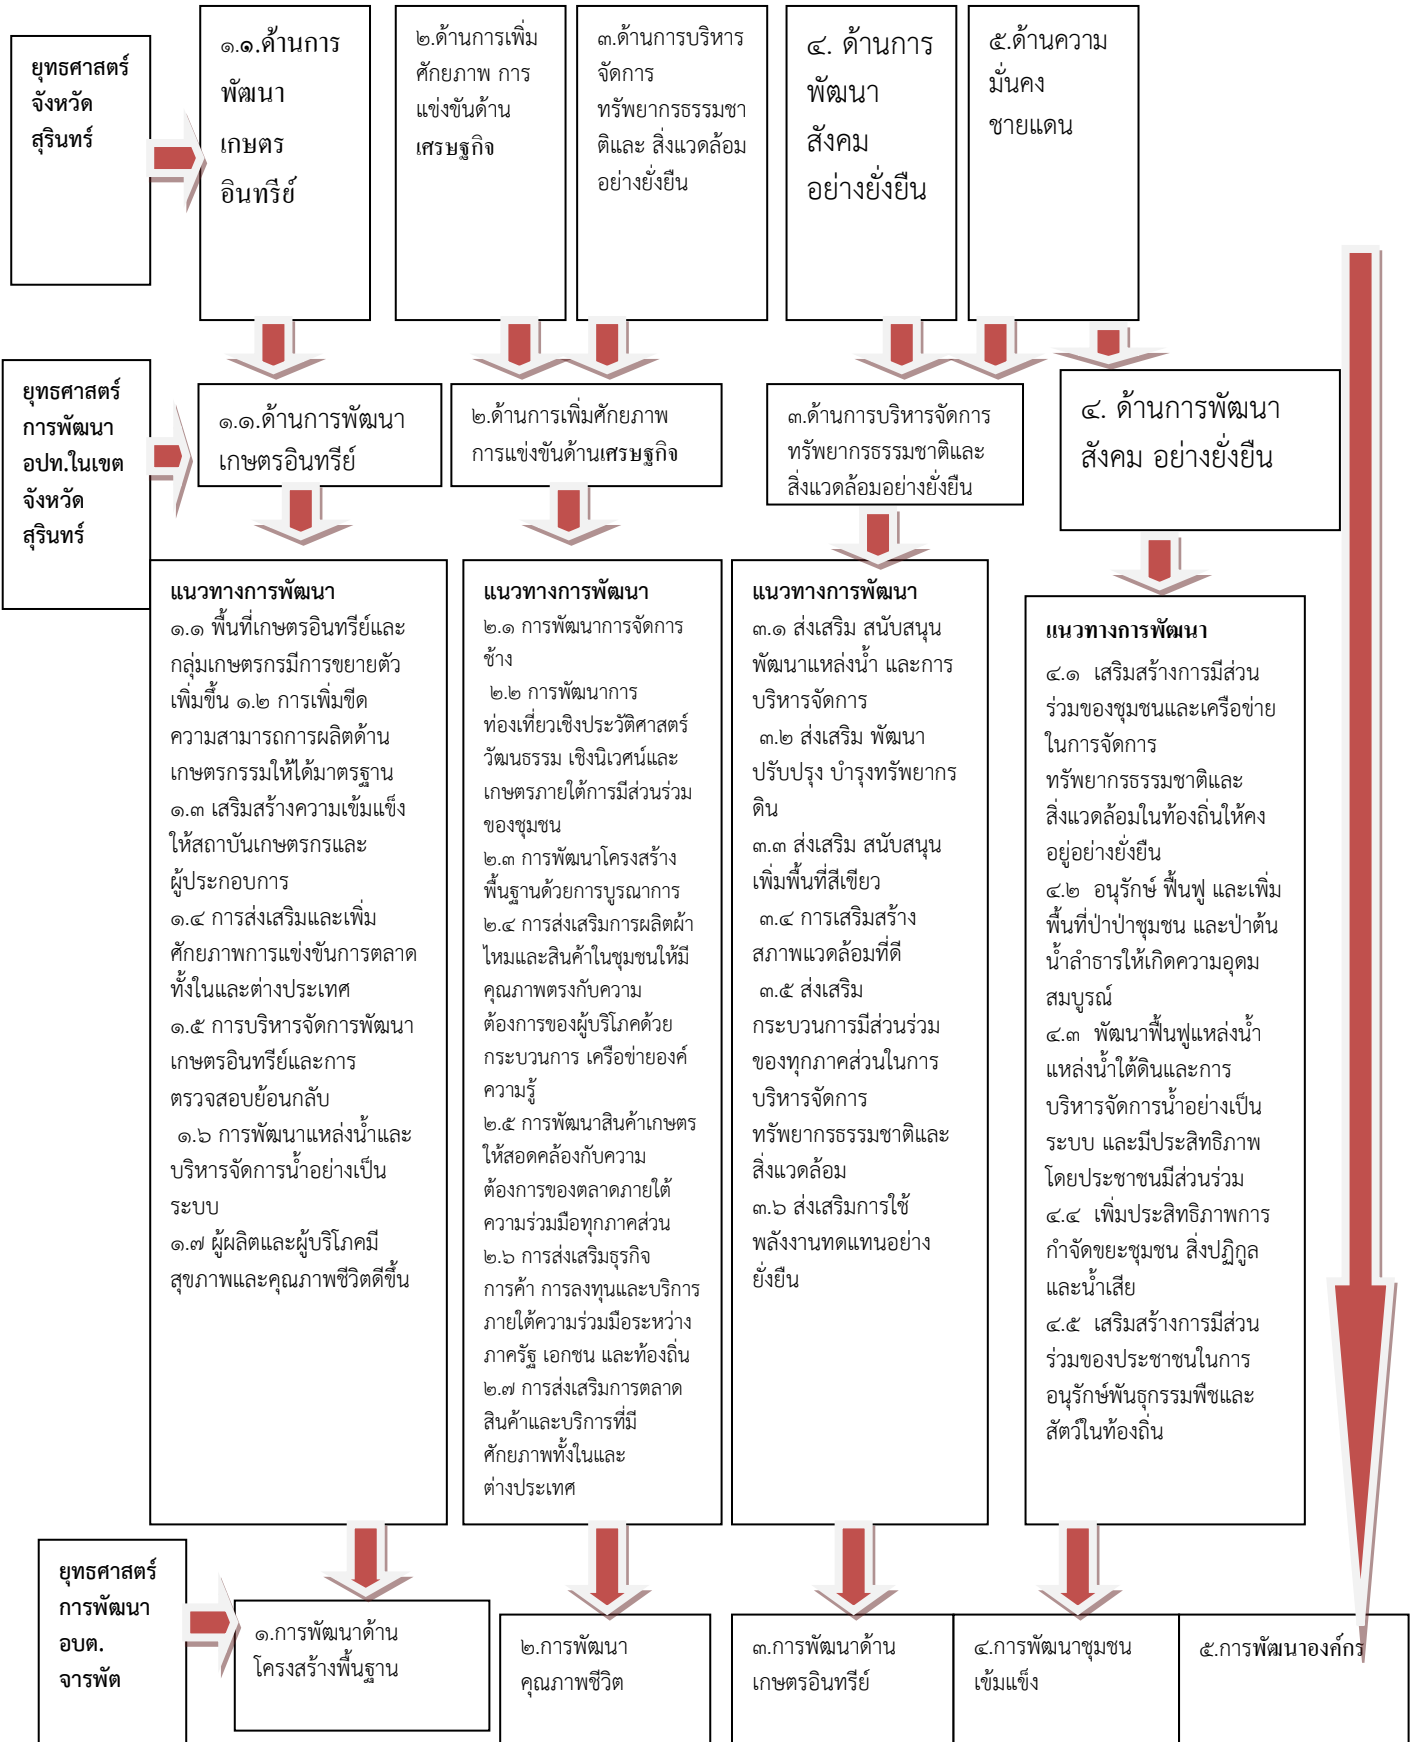 ยุทธศาสตร์
จังหวัด
สุรินทร์
๑.๑.ด้านการ
พัฒนา
เกษตร
อินทรีย์
๒.ด้านการเพิ่ม
ศักยภาพ การ
แข่งขันด้าน
เศรษฐกิจ
๓.ด้านการบริหาร
จัดการ
ทรัพยากรธรรมชา
ติและ สิ่งแวดล้อม
อย่างยั่งยืน
๔. ด้านการ
พัฒนา
สังคม
อย่างยั่งยืน
๕.ด้านความ
มั่นคง
ชายแดน
ยุทธศาสตร์
การพัฒนา
อปท.ในเขต
จังหวัด
สุรินทร์
๑.๑.ด้านการพัฒนา
เกษตรอินทรีย์
๒.ด้านการเพิ่มศักยภาพ
การแข่งขันด้านเศรษฐกิจ
๓.ด้านการบริหารจัดการ
ทรัพยากรธรรมชาติและ
สิ่งแวดล้อมอย่างยั่งยืน
๔. ด้านการพัฒนา
สังคม อย่างยั่งยืน
แนวทางการพัฒนา
๑.๑ พื้นที่เกษตรอินทรีย์และ
กลุ่มเกษตรกรมีการขยายตัว
เพิ่มขึ้น ๑.๒ การเพิ่มขีด
ความสามารถการผลิตด้าน
เกษตรกรรมให้ได้มาตรฐาน
๑.๓ เสริมสร้างความเข้มแข็ง
ให้สถาบันเกษตรกรและ
ผู้ประกอบการ
๑.๔ การส่งเสริมและเพิ่ม
ศักยภาพการแข่งขันการตลาด
ทั้งในและต่างประเทศ
๑.๕ การบริหารจัดการพัฒนา
เกษตรอินทรีย์และการ
ตรวจสอบย้อนกลับ
๑.๖ การพัฒนาแหล่งน้ำและ
บริหารจัดการน้ำอย่างเป็น
ระบบ
๑.๗ ผู้ผลิตและผู้บริโภคมี
สุขภาพและคุณภาพชีวิตดีขึ้น
แนวทางการพัฒนา
๒.๑ การพัฒนาการจัดการ
ช้าง
๒.๒ การพัฒนาการ
ท่องเที่ยวเชิงประวัติศาสตร์
วัฒนธรรม เชิงนิเวศน์และ
เกษตรภายใต้การมีส่วนร่วม
ของชุมชน
๒.๓ การพัฒนาโครงสร้าง
พื้นฐานด้วยการบูรณาการ
๒.๔ การส่งเสริมการผลิตผ้า
ไหมและสินค้าในชุมชนให้มี
คุณภาพตรงกับความ
ต้องการของผู้บริโภคด้วย
กระบวนการ เครือข่ายองค์
ความรู้
๒.๕ การพัฒนาสินค้าเกษตร
ให้สอดคล้องกับความ
ต้องการของตลาดภายใต้
ความร่วมมือทุกภาคส่วน
๒.๖ การส่งเสริมธุรกิจ
การค้า การลงทุนและบริการ
ภายใต้ความร่วมมือระหว่าง
ภาครัฐ เอกชน และท้องถิ่น
๒.๗ การส่งเสริมการตลาด
สินค้าและบริการที่มี
ศักยภาพทั้งในและ
ต่างประเทศ
แนวทางการพัฒนา
๓.๑ ส่งเสริม สนับสนุน
พัฒนาแหล่งน้ำ และการ
บริหารจัดการ
๓.๒ ส่งเสริม พัฒนา
ปรับปรุง บำรุงทรัพยากร
ดิน
๓.๓ ส่งเสริม สนับสนุน
เพิ่มพื้นที่สีเขียว
๓.๔ การเสริมสร้าง
สภาพแวดล้อมที่ดี
๓.๕ ส่งเสริม
กระบวนการมีส่วนร่วม
ของทุกภาคส่วนในการ
บริหารจัดการ
ทรัพยากรธรรมชาติและ
สิ่งแวดล้อม
๓.๖ ส่งเสริมการใช้
พลังงานทดแทนอย่าง
ยั่งยืน
แนวทางการพัฒนา
๔.๑ เสริมสร้างการมีส่วน
ร่วมของชุมชนและเครือข่าย
ในการจัดการ
ทรัพยากรธรรมชาติและ
สิ่งแวดล้อมในท้องถิ่นให้คง
อยู่อย่างยั่งยืน
๔.๒ อนุรักษ์ ฟื้นฟู และเพิ่ม
พื้นที่ป่าป่าชุมชน และป่าต้น
น้ำลำธารให้เกิดความอุดม
สมบูรณ์
๔.๓ พัฒนาฟื้นฟูแหล่งน้ำ
แหล่งน้ำใต้ดินและการ
บริหารจัดการน้ำอย่างเป็น
ระบบ และมีประสิทธิภาพ
โดยประชาชนมีส่วนร่วม
๔.๔ เพิ่มประสิทธิภาพการ
กำจัดขยะชุมชน สิ่งปฏิกูล
และน้ำเสีย
๔.๕ เสริมสร้างการมีส่วน
ร่วมของประชาชนในการ
อนุรักษ์พันธุกรรมพืชและ
สัตว์ในท้องถิ่น
ยุทธศาสตร์
การพัฒนา
อบต.
จารพัต
๑.การพัฒนาด้าน
โครงสร้างพื้นฐาน
๒.การพัฒนา
คุณภาพชีวิต
๓.การพัฒนาด้าน
เกษตรอินทรีย์
๔.การพัฒนาชุมชน
เข้มแข็ง
๕.การพัฒนาองค์กร